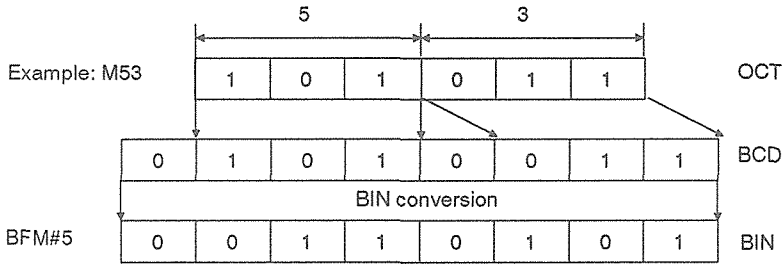 5 3
Example: M53 1 0 1 0 1 1 OCT
0 1 0 1 0 0 1 1 BCD
BIN conversion
BFM#5 0 0 1 1 0 1 0 1 BIN